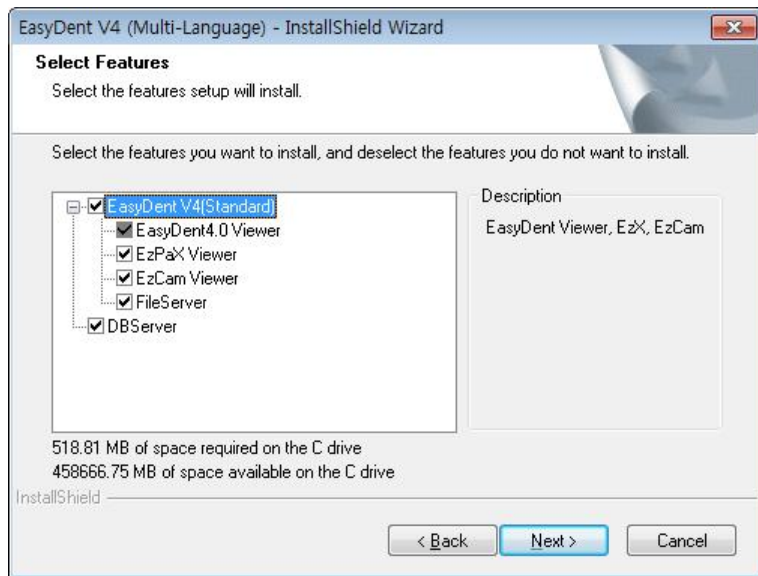 EasyDent V4 (Multi-Language) - InstallShield Wizard
Select Features
Select the features setup will install.
Select the features you want to install, and deselect the features you do not want to install.
EasyDent V4(Standard)
EasyDent4.0 Viewer
EzPaX Viewer
EzCam Viewer
FileServer
DBServer
Description
EasyDent Viewer, EzX, EzCam
518.81 MB of space required on the C drive
458666.75 MB of space available on the C drive
InstallShield
< Back
Next >
Cancel